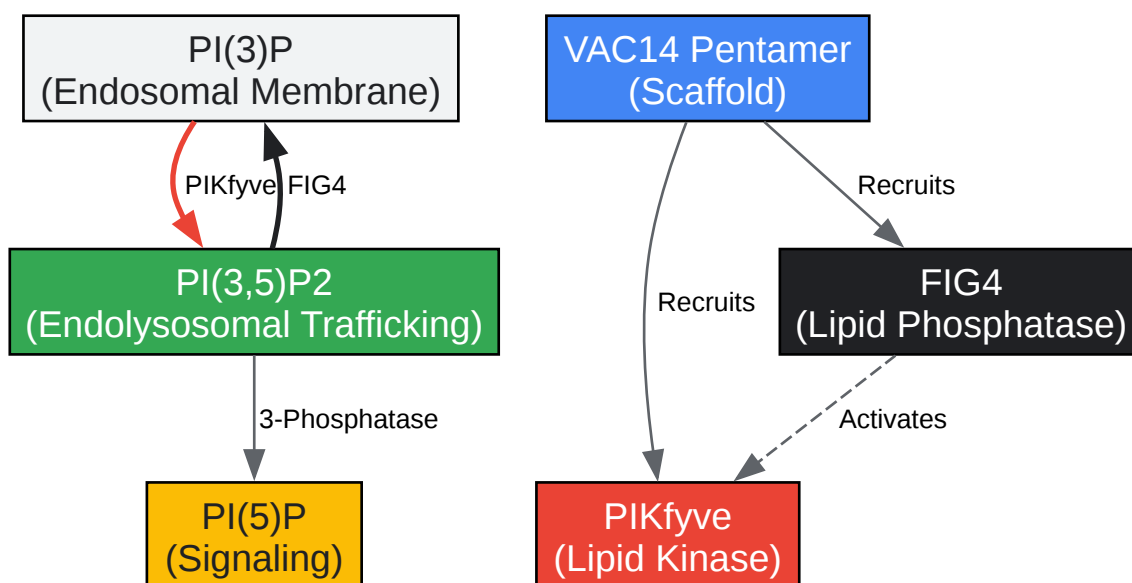 PI(3)P
(Endosomal Membrane)
VAC14 Pentamer
(Scaffold)
PIKfyve
FIG4
Recruits
PI(3,5)P2
(Endolysosomal Trafficking)
Recruits
FIG4
(Lipid Phosphatase)
3-Phosphatase
Activates
PI(5)P
(Signaling)
PIKfyve
(Lipid Kinase)